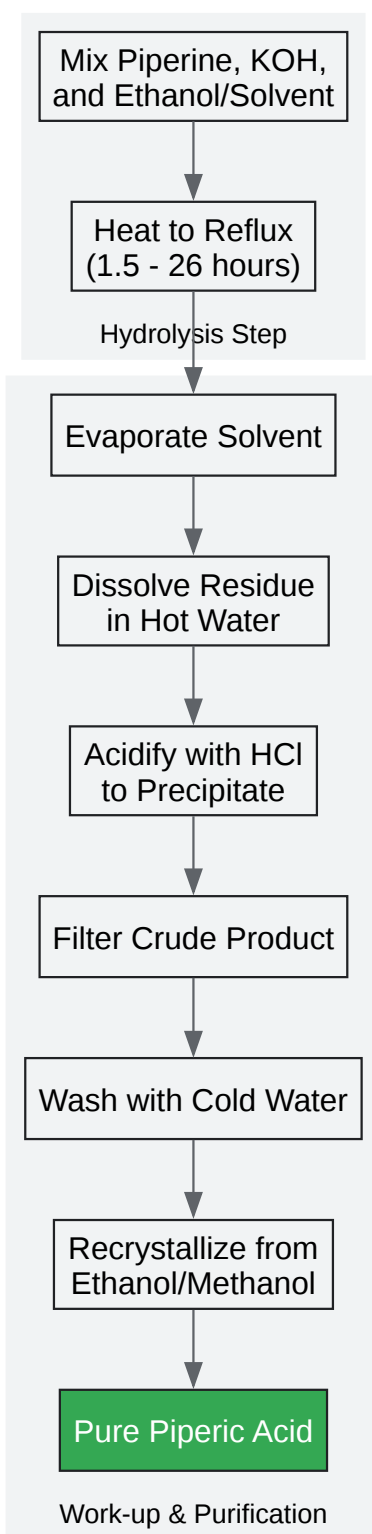 Mix Piperine, KOH,
and Ethanol/Solvent
Heat to Reflux
(1.5 - 26 hours)
Hydrolysis Step
Evaporate Solvent
Dissolve Residue
in Hot Water
Acidify with HCl
to Precipitate
Filter Crude Product
Wash with Cold Water
Recrystallize from
Ethanol/Methanol
Pure Piperic Acid
Work-up & Purification